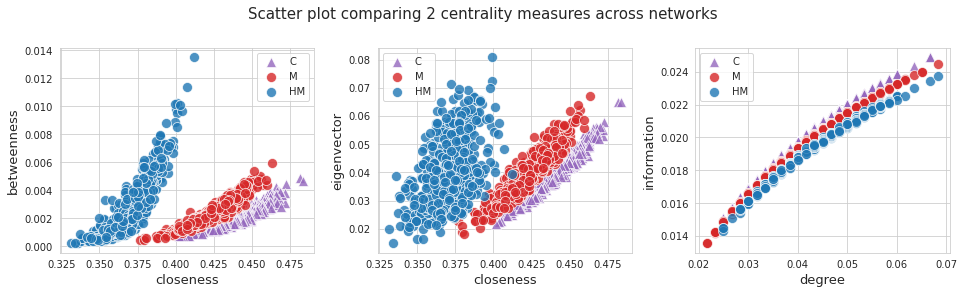 Scatter plot comparing 2 centrality measures across networks
betweenness
0.014
0.012
0.010
0.008
0.006
0.004
0.002
0.000
C
M
HM
0.325 0.350 0.375 0.400 0.425 0.450 0.475
closeness
eigenvector
0.08
0.07
0.06
0.05
0.04
0.03
0.02
C
M
HM
0.325 0.350 0.375 0.400 0.425 0.450 0.475
closeness
information
0.024
0.022
0.020
0.018
0.016
0.014
C
M
HM
0.02 0.03 0.04 0.05 0.06 0.07
degree